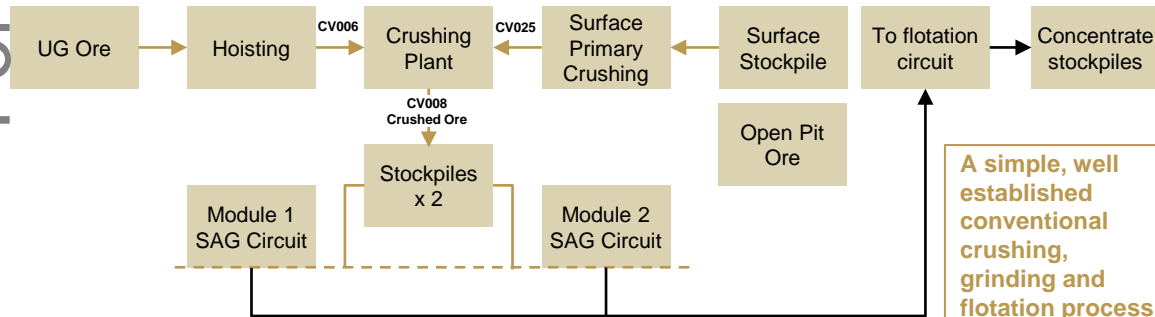 UG Ore
Hoisting
CV006
Crushing
Plant
CV025
Surface
Primary
Crushing
Surface
Stockpile
To flotation
circuit
Concentrate
stockpiles
CV008
Crushed Ore
Open Pit
Ore
Stockpiles
x 2
Module 1
SAG Circuit
Module 2
SAG Circuit
A simple, well
established
conventional
crushing,
grinding and
flotation process